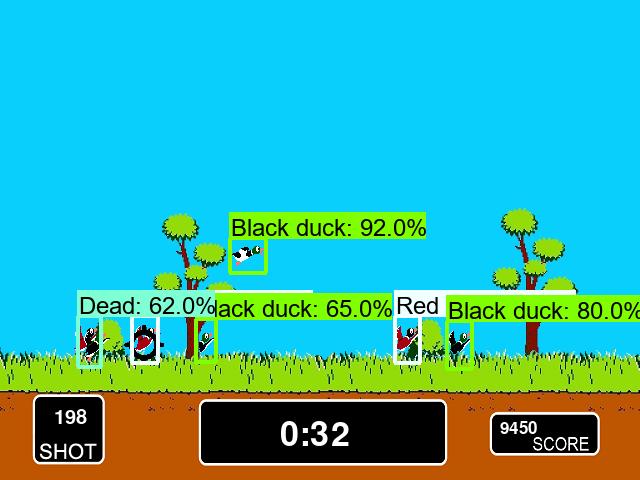 Black duck: 92.0%
Dead: 62.0%
ack duck: 65.0%
Red
Black duck: 80.0%
198
SHOT
0:32
9450
SCORE